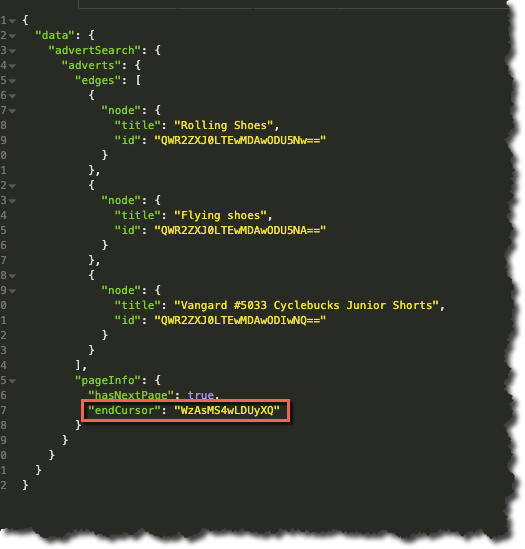 1 {
2   "data": {
3     "advertSearch": {
4       "adverts": {
5         "edges": [
6           {
7             "node": {
8               "title": "Rolling Shoes",
9               "id": "QWR2ZXJ0LTEwMDAwODU5Nw=="
0             }
1           },
2           {
3             "node": {
4               "title": "Flying shoes",
5               "id": "QWR2ZXJ0LTEwMDAwODU5NA=="
6             }
7           },
8           {
9             "node": {
0               "title": "Vangard #5033 Cyclebucks Junior Shorts",
1               "id": "QWR2ZXJ0LTEwMDAwODIwNQ=="
2             }
3           }
4         ],
5         "pageInfo": {
6           "hasNextPage": true,
7           "endCursor": "WzAsMS4wLDUyXQ"
8         }
9       }
0     }
1   }
2 }